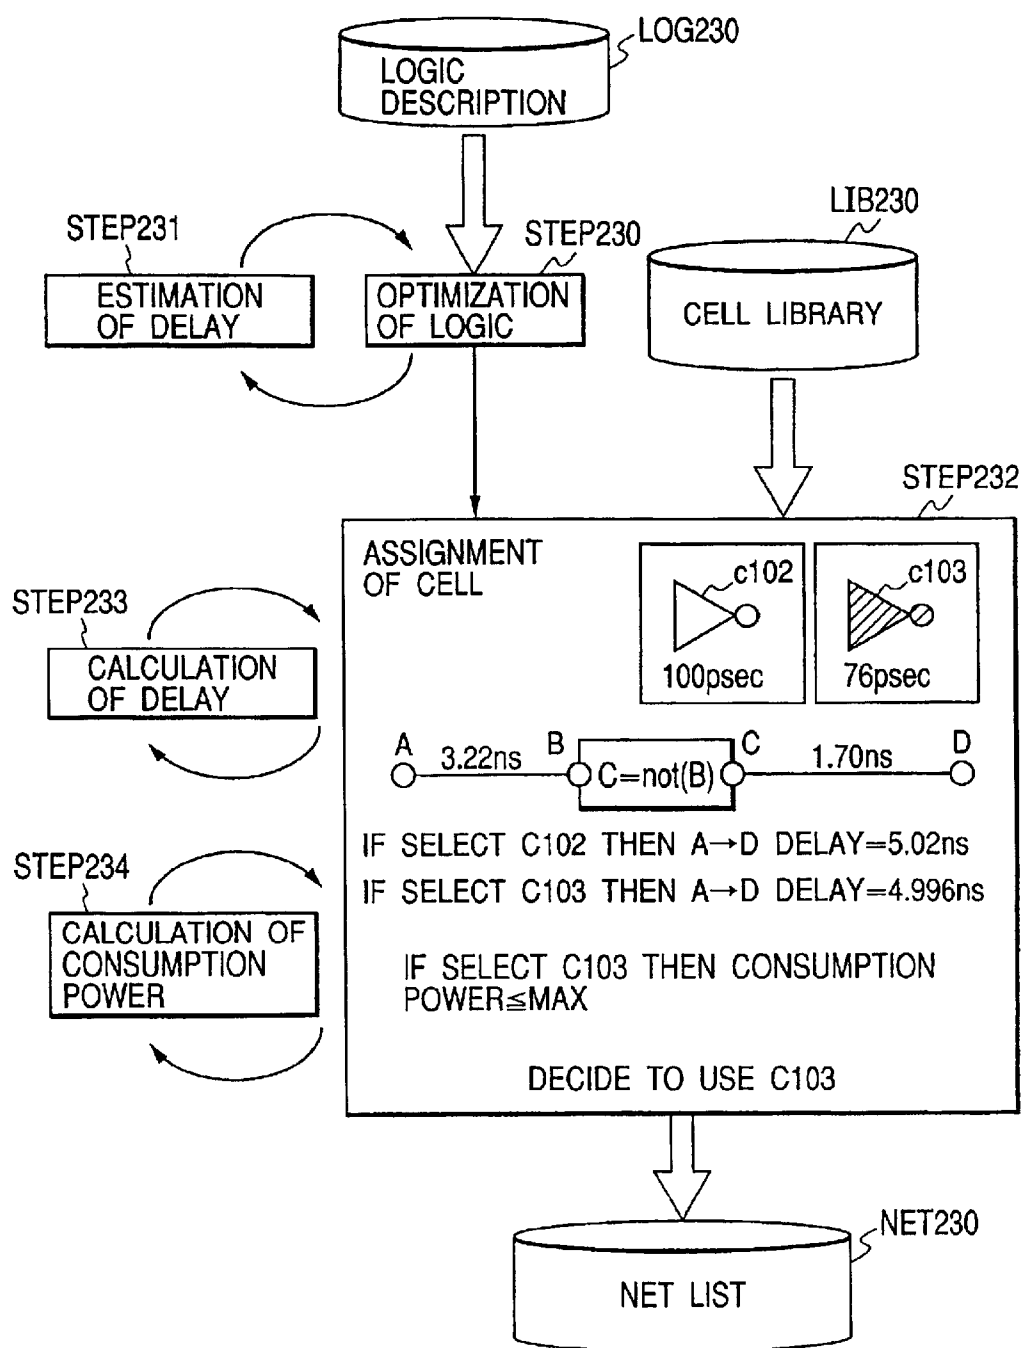 LOG230
LOGIC
DESCRIPTION
LIB230
STEP231
STEP230
ESTIMATION
OF DELAY
OPTIMIZATION
OF LOGIC
CELL LIBRARY
STEP232
ASSIGNMENT
OF CELL
c102
c103
100psec
76psec
STEP233
CALCULATION
OF DELAY
A 3.22ns B C=not(B) C 1.70ns D
IF SELECT C102 THEN A→D DELAY=5.02ns
IF SELECT C103 THEN A→D DELAY=4.996ns
STEP234
CALCULATION OF
CONSUMPTION
POWER
IF SELECT C103 THEN CONSUMPTION
POWER≦MAX
DECIDE TO USE C103
NET230
NET LIST